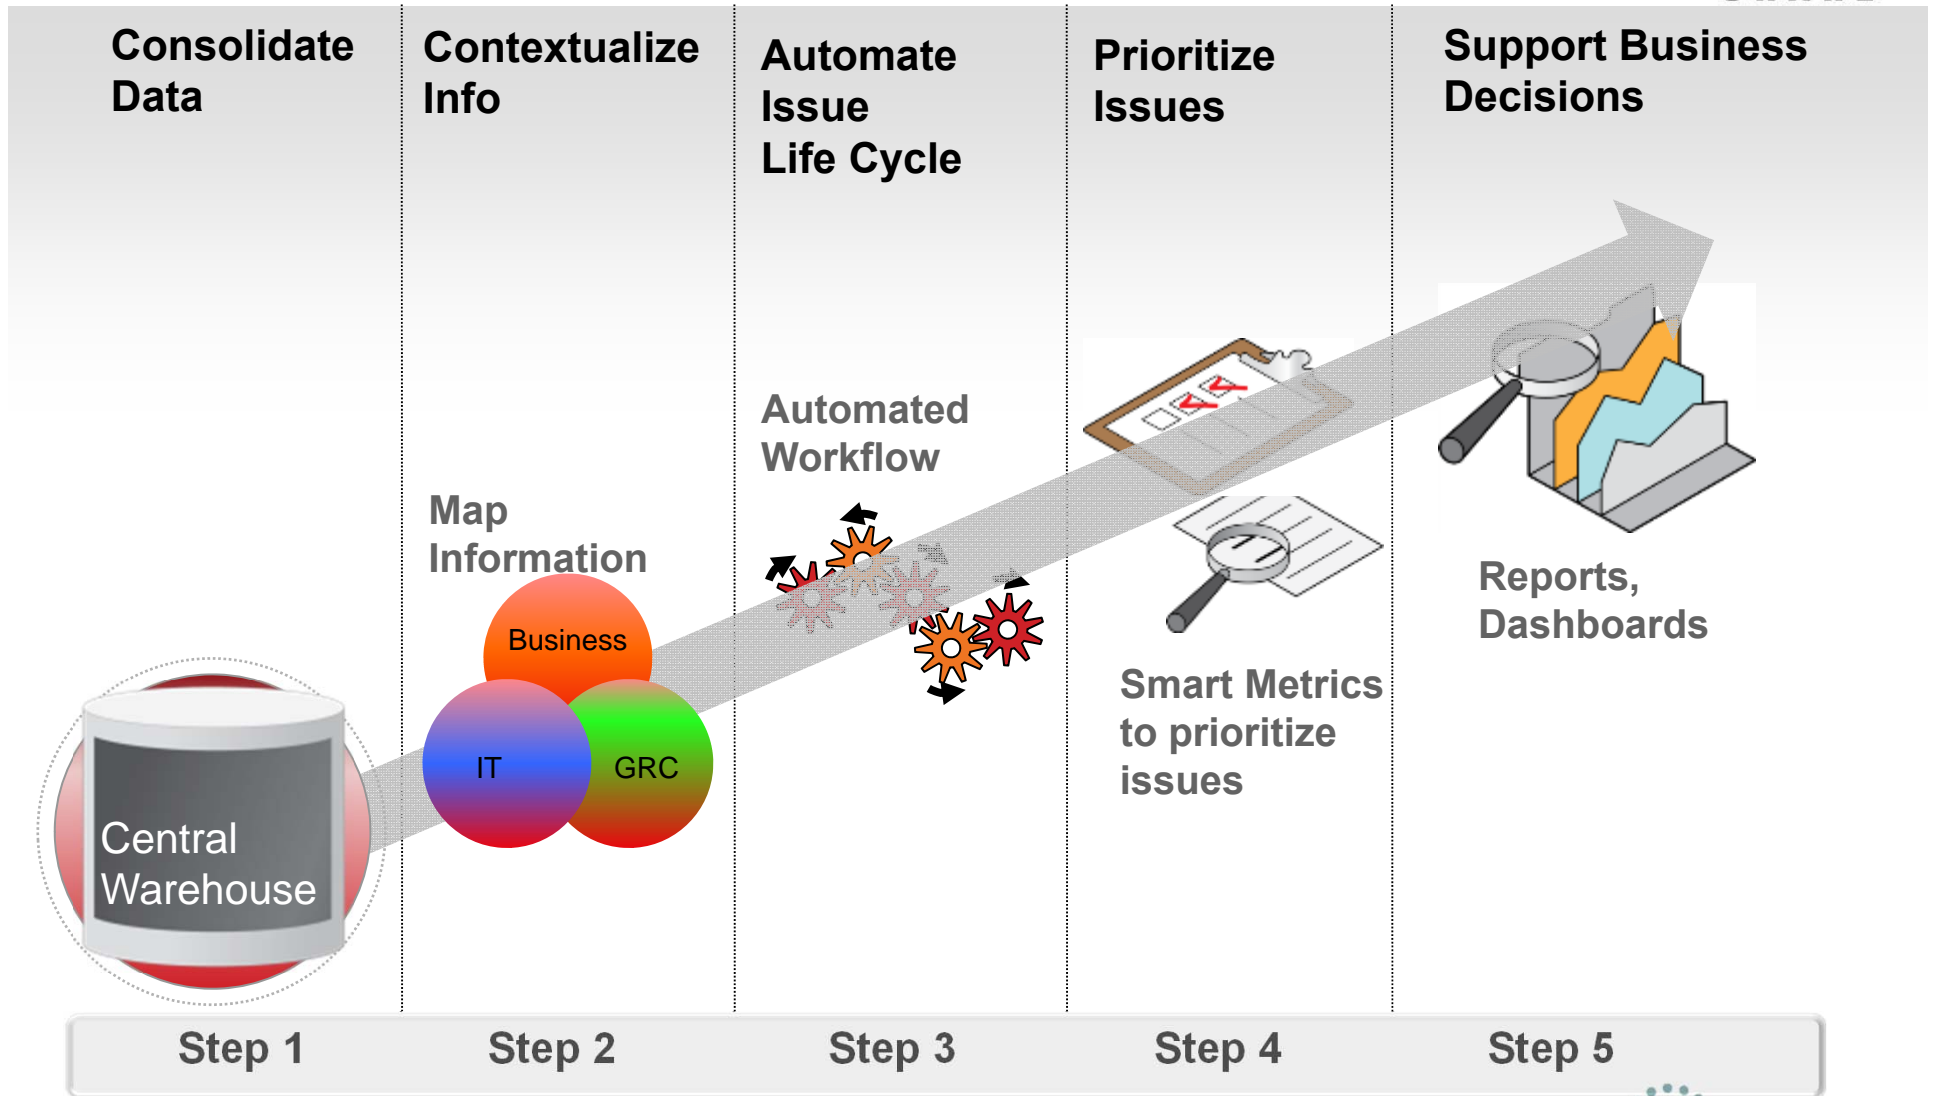 Consolidate
Data
Contextualize
Info
Automate
Issue
Life Cycle
Prioritize
Issues
Support Business
Decisions
Central
Warehouse
Map
Information
Business
IT
GRC
Automated
Workflow
Smart Metrics
to prioritize
issues
Reports,
Dashboards
Step 1
Step 2
Step 3
Step 4
Step 5